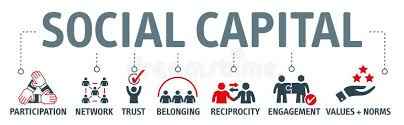 SOCIAL CAPITAL
PARTICIPATION NETWORK TRUST BELONGING RECIPROCITY ENGAGEMENT VALUES + NORMS